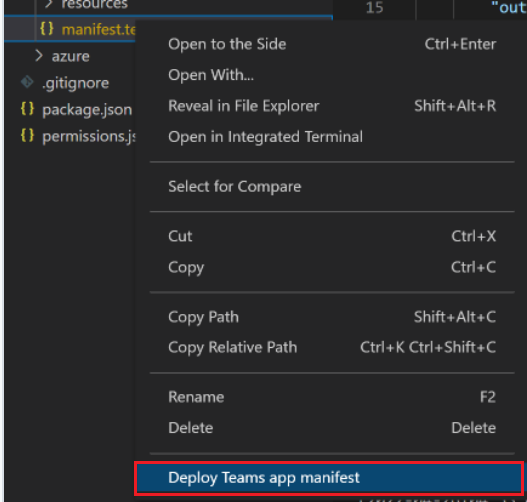 resources
15 "out
manifest.te
azure
.gitignore
package.json
permissions.js
Open to the Side Ctrl+Enter
Open With...
Reveal in File Explorer Shift+Alt+R
Open in Integrated Terminal
Select for Compare
Cut Ctrl+X
Copy Ctrl+C
Copy Path Shift+Alt+C
Copy Relative Path Ctrl+K Ctrl+Shift+C
Rename F2
Delete Delete
Deploy Teams app manifest